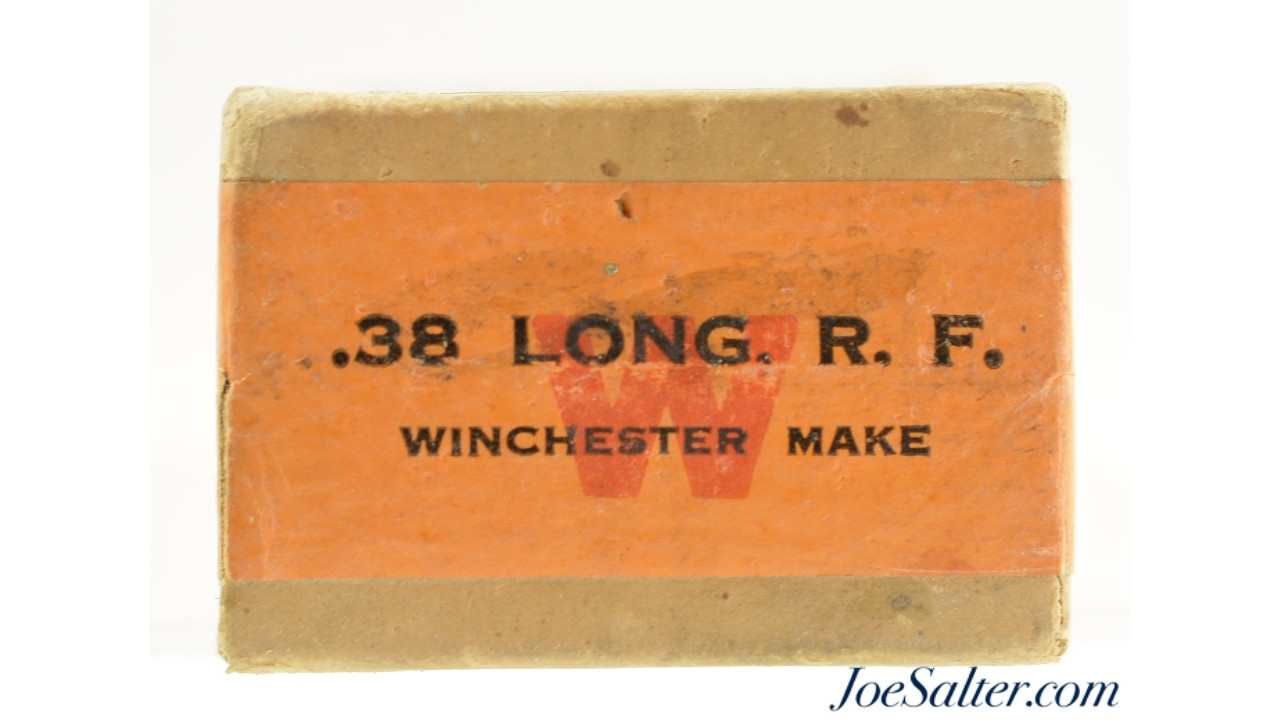 .38 LONG. R. F.
W
WINCHESTER MAKE
JoeSalter.com